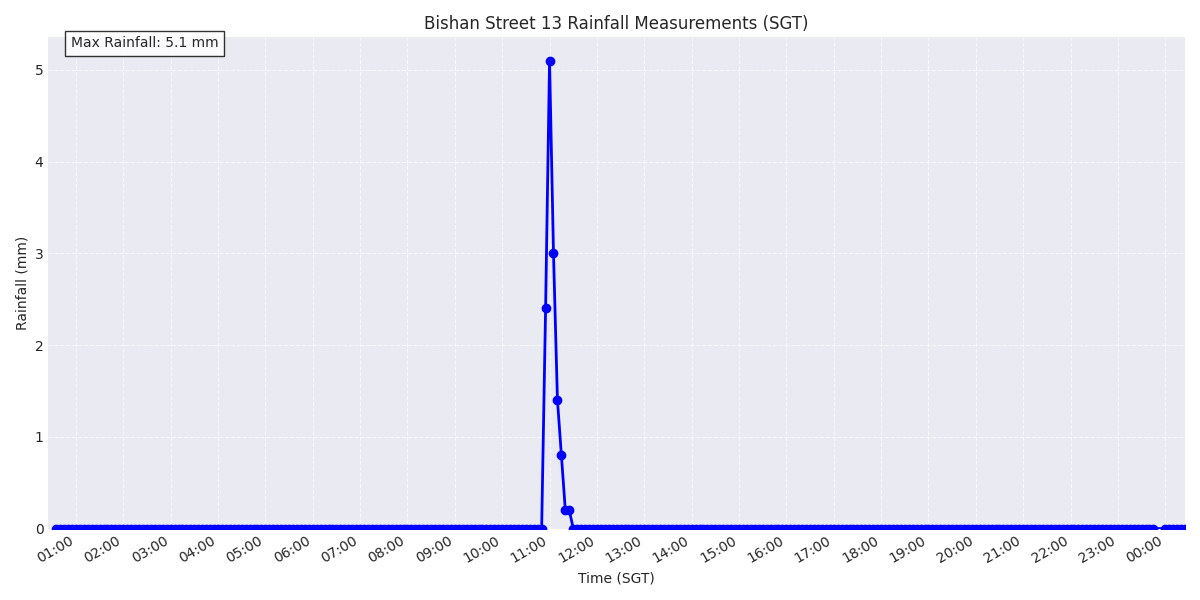 Bishan Street 13 Rainfall Measurements (SGT)
Max Rainfall: 5.1 mm
Rainfall (mm)
5
4
3
2
1
0
01:00 02:00 03:00 04:00 05:00 06:00 07:00 08:00 09:00 10:00 11:00 12:00 13:00 14:00 15:00 16:00 17:00 18:00 19:00 20:00 21:00 22:00 23:00 00:00
Time (SGT)